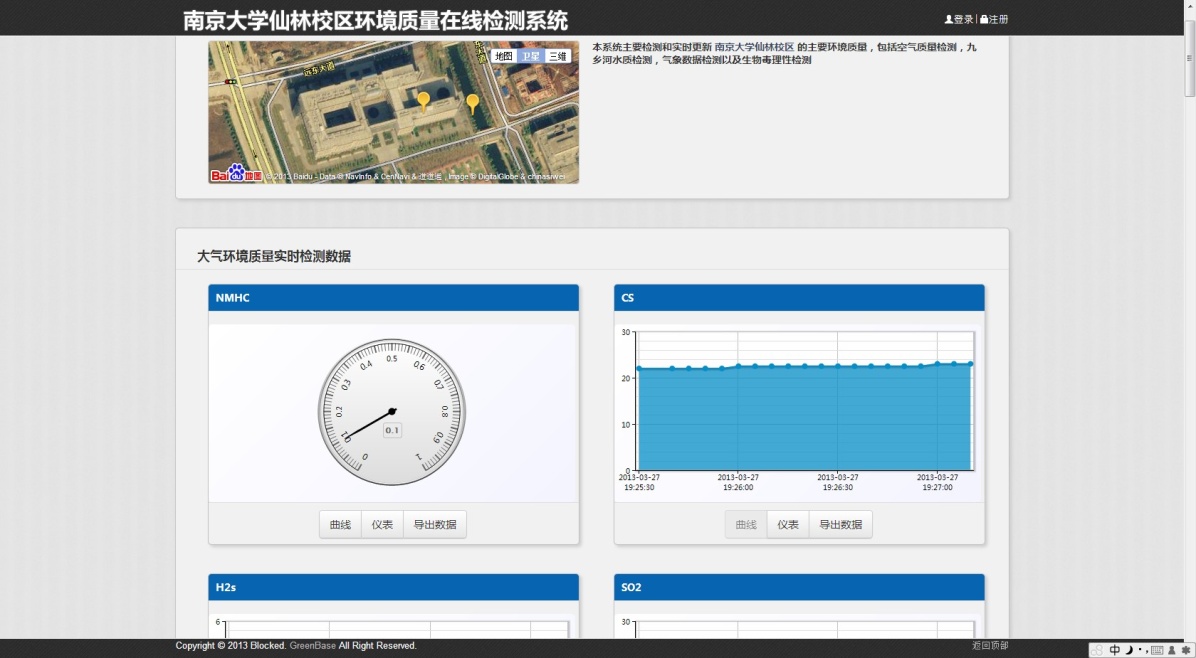 南京大学仙林校区环境质量在线检测系统
登录 | 注册
远东大道
地图 卫星 三维
Baidu 地图 © 2013 Baidu - Data © NavInfo & CenNavi & 道道通 , Image © DigitalGlobe & chinasiwei
本系统主要检测和实时更新 南京大学仙林校区 的主要环境质量，包括空气质量检测，九
乡河水质检测，气象数据检测以及生物毒理性检测
大气环境质量实时检测数据
NMHC
0 0.1 0.2 0.3 0.4 0.5 0.6 0.7 0.8 0.9 1
0.1
曲线 仪表 导出数据
CS
30
20
10
0
2013-03-27 2013-03-27 2013-03-27 2013-03-27
19:25:30 19:26:00 19:26:30 19:27:00
曲线 仪表 导出数据
H2s
6
SO2
30
Copyright © 2013 Blocked. GreenBase All Right Reserved.
返回顶部
中